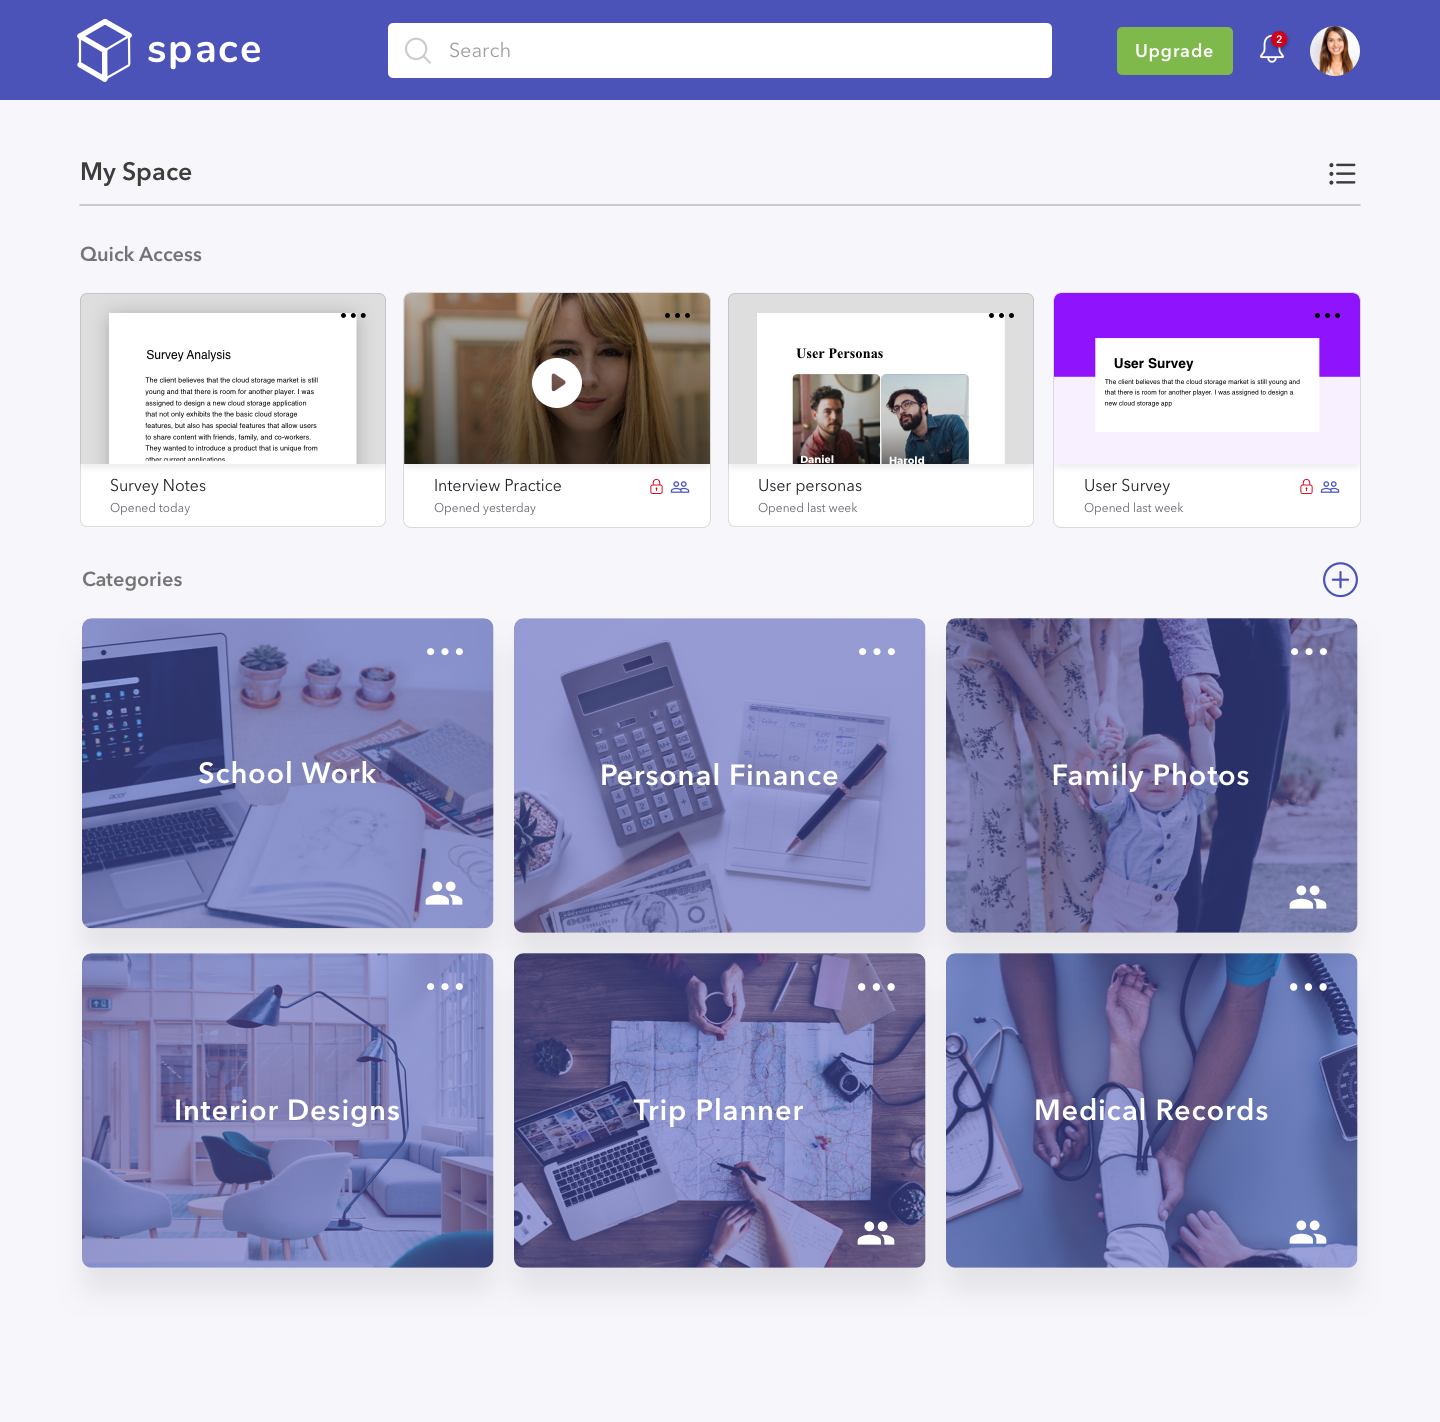 space
Search
Upgrade
2
My Space
Quick Access
Survey Analysis
The client believes that the cloud storage market is still
young and that there is room for another player. I was
assigned to design a new cloud storage application
that not only exhibits the the basic cloud storage
features, but also has special features that allow users
to share content with friends, family, and co-workers.
They wanted to introduce a product that is unique from
other current applications.
Survey Notes
Opened today
Interview Practice
Opened yesterday
User Personas
Daniel
Harold
User personas
Opened last week
User Survey
The client believes that the cloud storage market is still young and
that there is room for another player. I was assigned to design a
new cloud storage app
User Survey
Opened last week
Categories
School Work
acer
Personal Finance
Family Photos
Interior Designs
Trip Planner
Medical Records